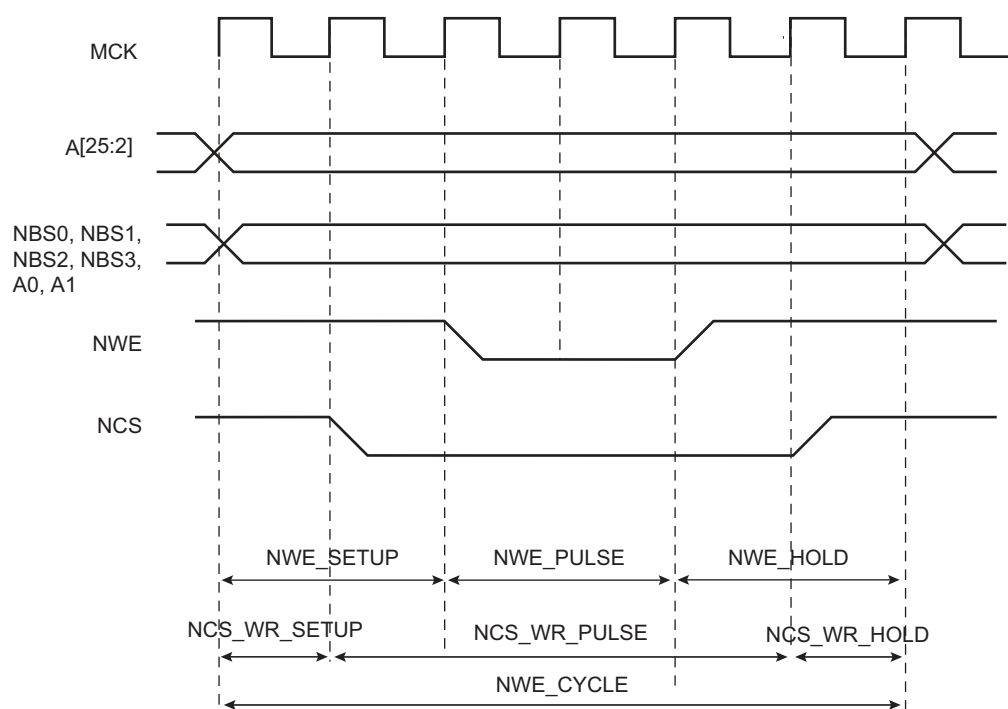 MCK
A[25:2]
NBS0, NBS1,
NBS2, NBS3,
A0, A1
NWE
NCS
NWE_SETUP
NWE_PULSE
NWE_HOLD
NCS_WR_SETUP
NCS_WR_PULSE
NCS_WR_HOLD
NWE_CYCLE